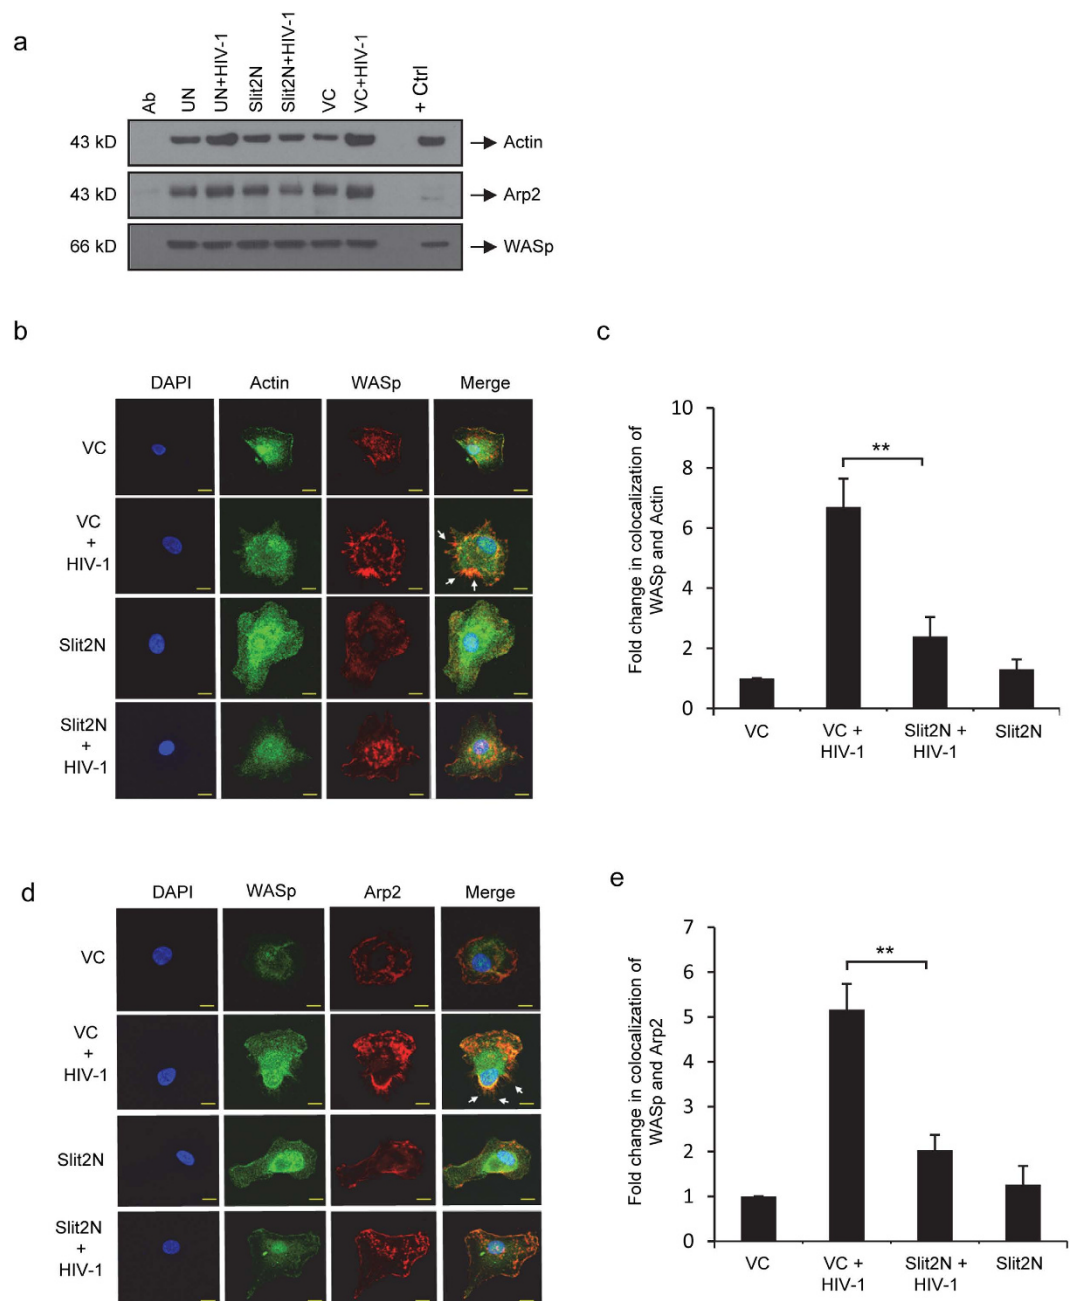 a
Ab
UN
UN+HIV-1
Slit2N
Slit2N+HIV-1
VC
VC+HIV-1
+ Ctrl
43 kD
Actin
43 kD
Arp2
66 kD
WASp
b
DAPI
Actin
WASp
Merge
VC
VC
+
HIV-1
Slit2N
Slit2N
+
HIV-1
c
Fold change in colocalization of
WASp and Actin
10
8
6
4
2
0
**
VC
VC +
HIV-1
Slit2N +
HIV-1
Slit2N
d
DAPI
WASp
Arp2
Merge
VC
VC
+
HIV-1
Slit2N
Slit2N
+
HIV-1
e
Fold change in colocalization of
WASp and Arp2
7
6
5
4
3
2
1
0
**
VC
VC +
HIV-1
Slit2N +
HIV-1
Slit2N